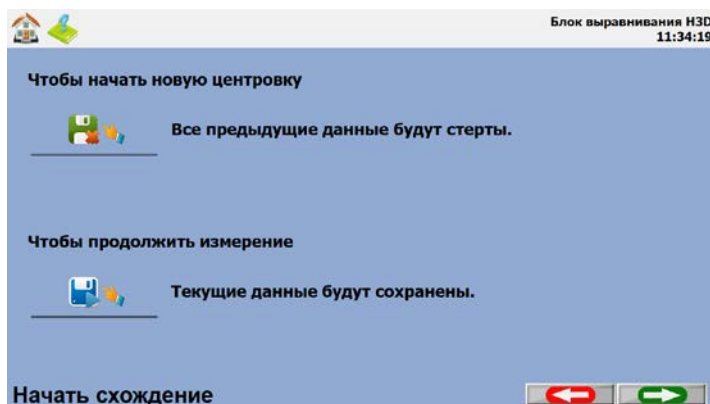 Блок выравнивания H3D
11:34:19
Чтобы начать новую центровку
Все предыдущие данные будут стерты.
Чтобы продолжить измерение
Текущие данные будут сохранены.
Начать схождение